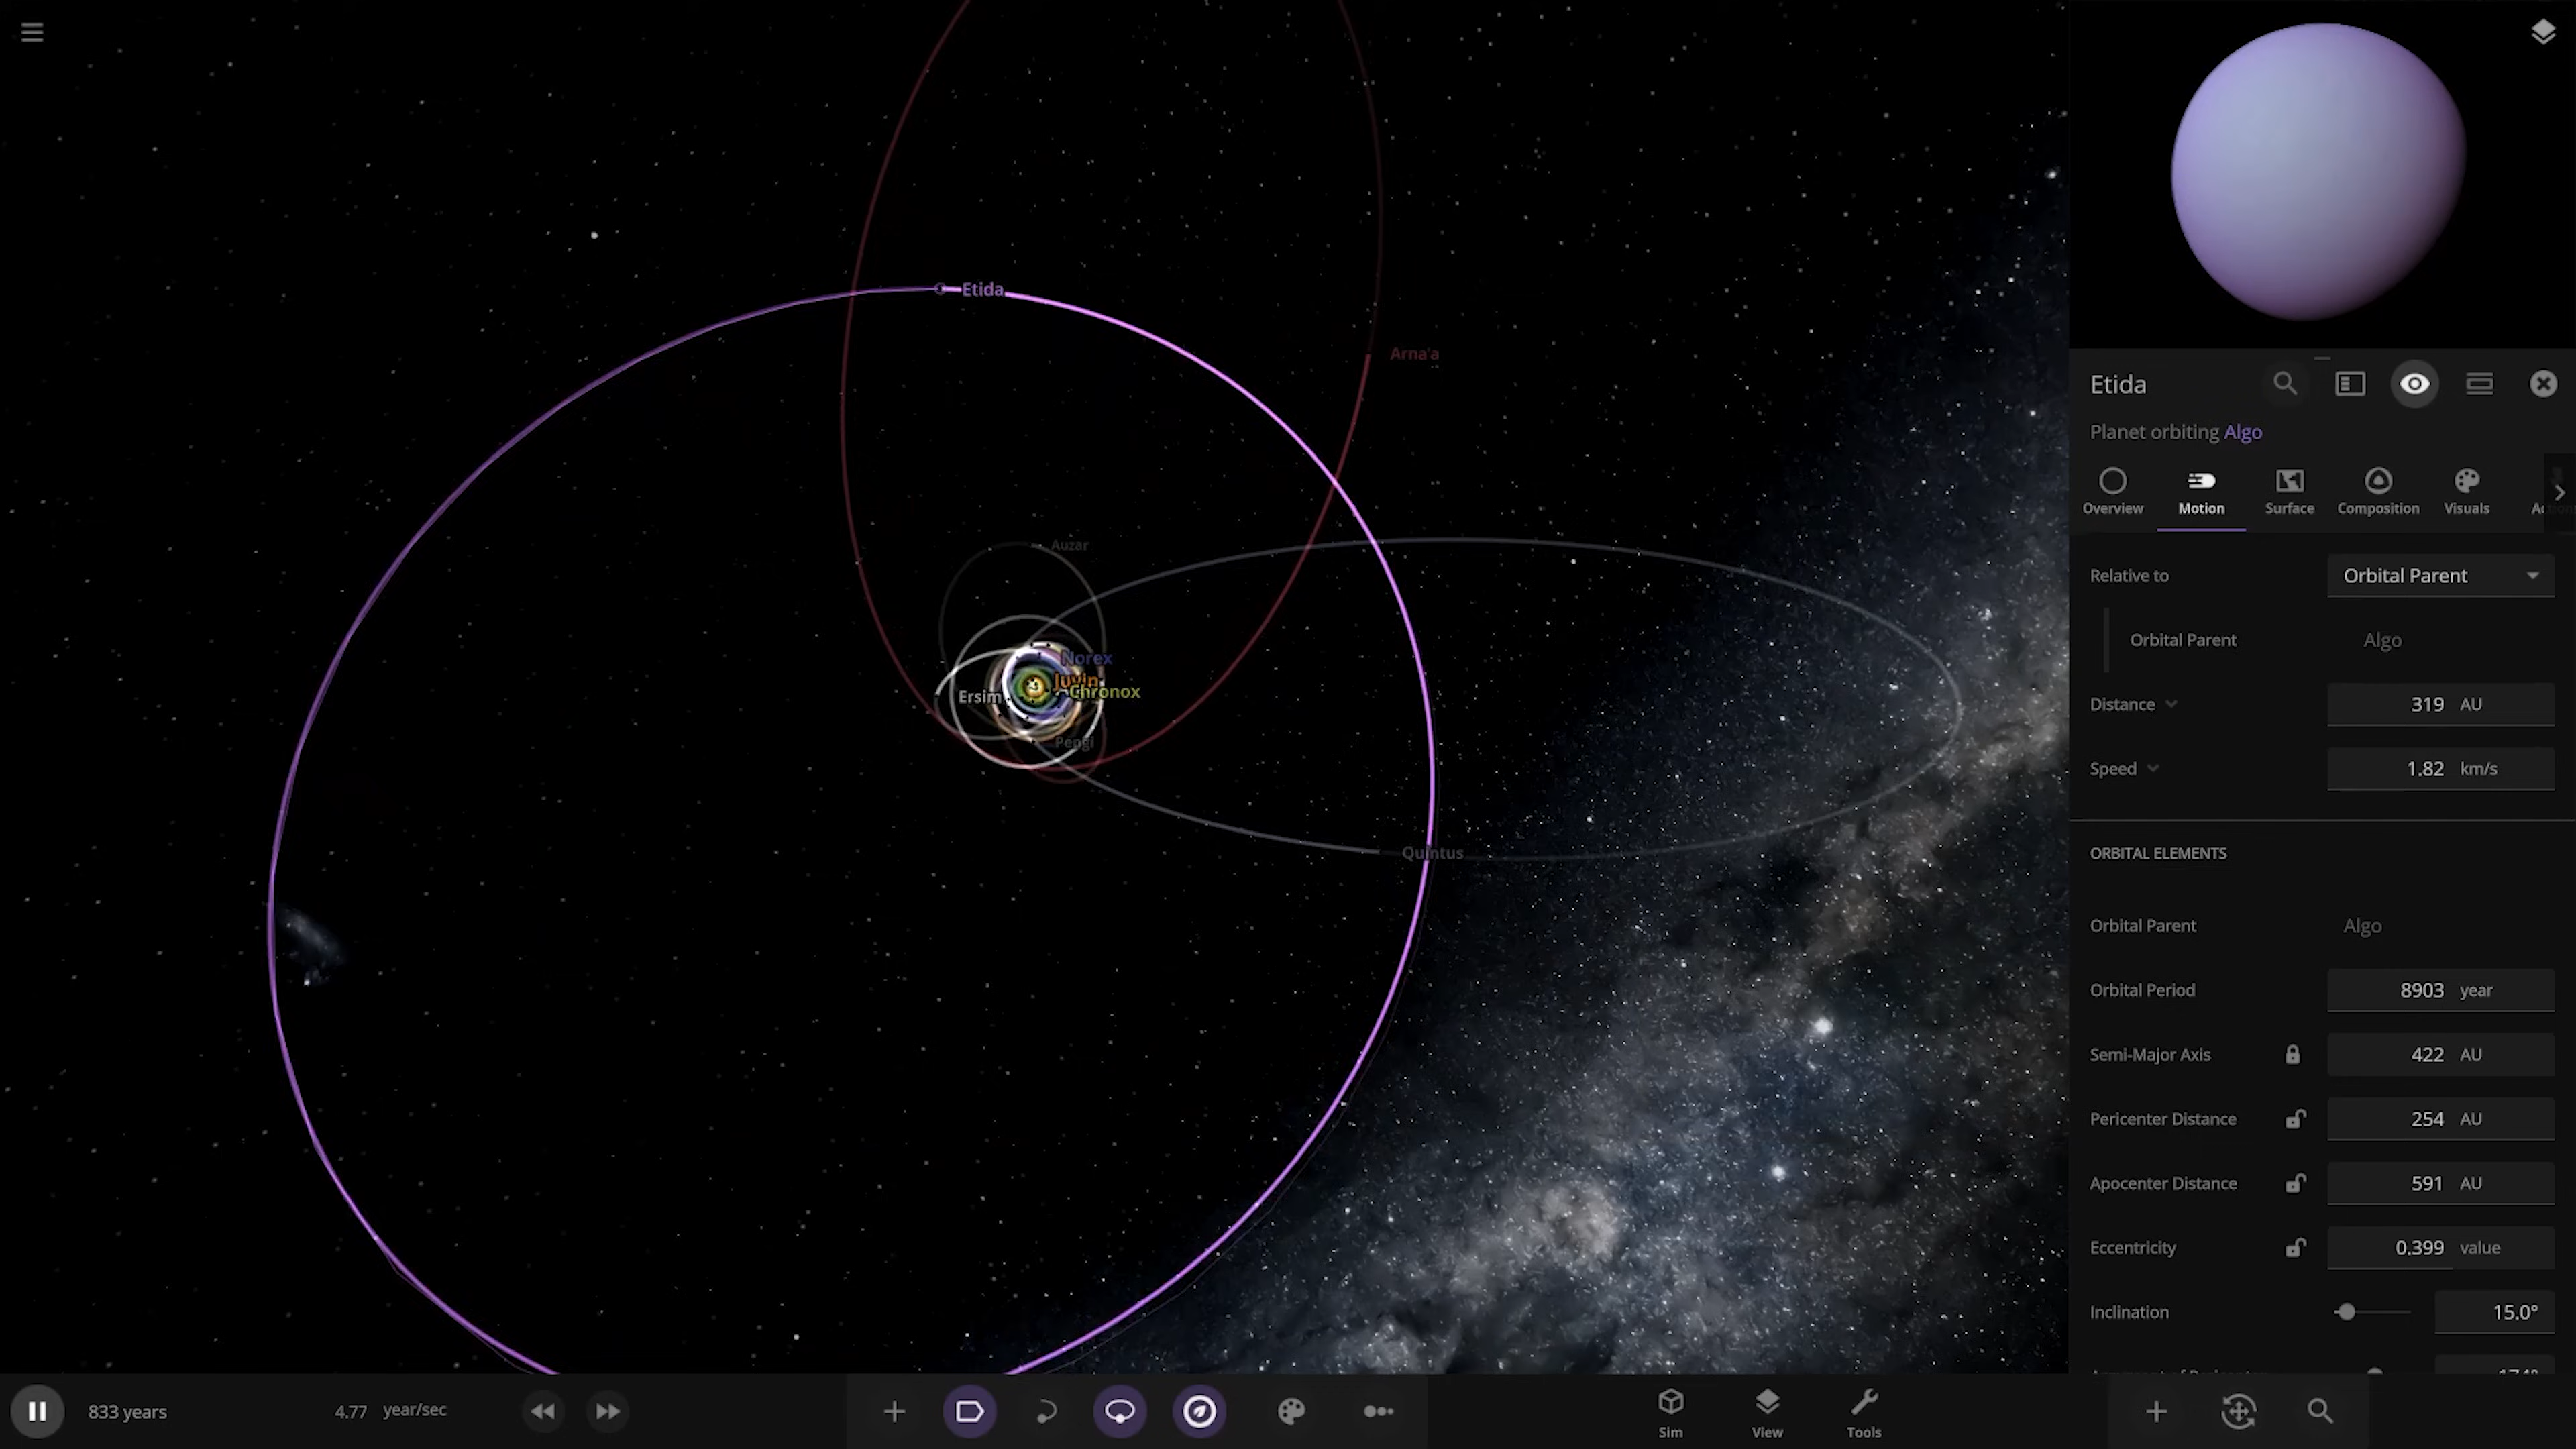 Etida
Arna'a
Auzar
Norex
Juvin
Chronox
Ersim
Pengi
Quintus
Etida
Planet orbiting Algo
Overview
Motion
Surface
Composition
Visuals
Relative to
Orbital Parent
Orbital Parent
Algo
Distance
319 AU
Speed
1.82 km/s
ORBITAL ELEMENTS
Orbital Parent
Algo
Orbital Period
8903 year
Semi-Major Axis
422 AU
Pericenter Distance
254 AU
Apocenter Distance
591 AU
Eccentricity
0.399 value
Inclination
15.0°
833 years
4.77 year/sec
Sim
View
Tools